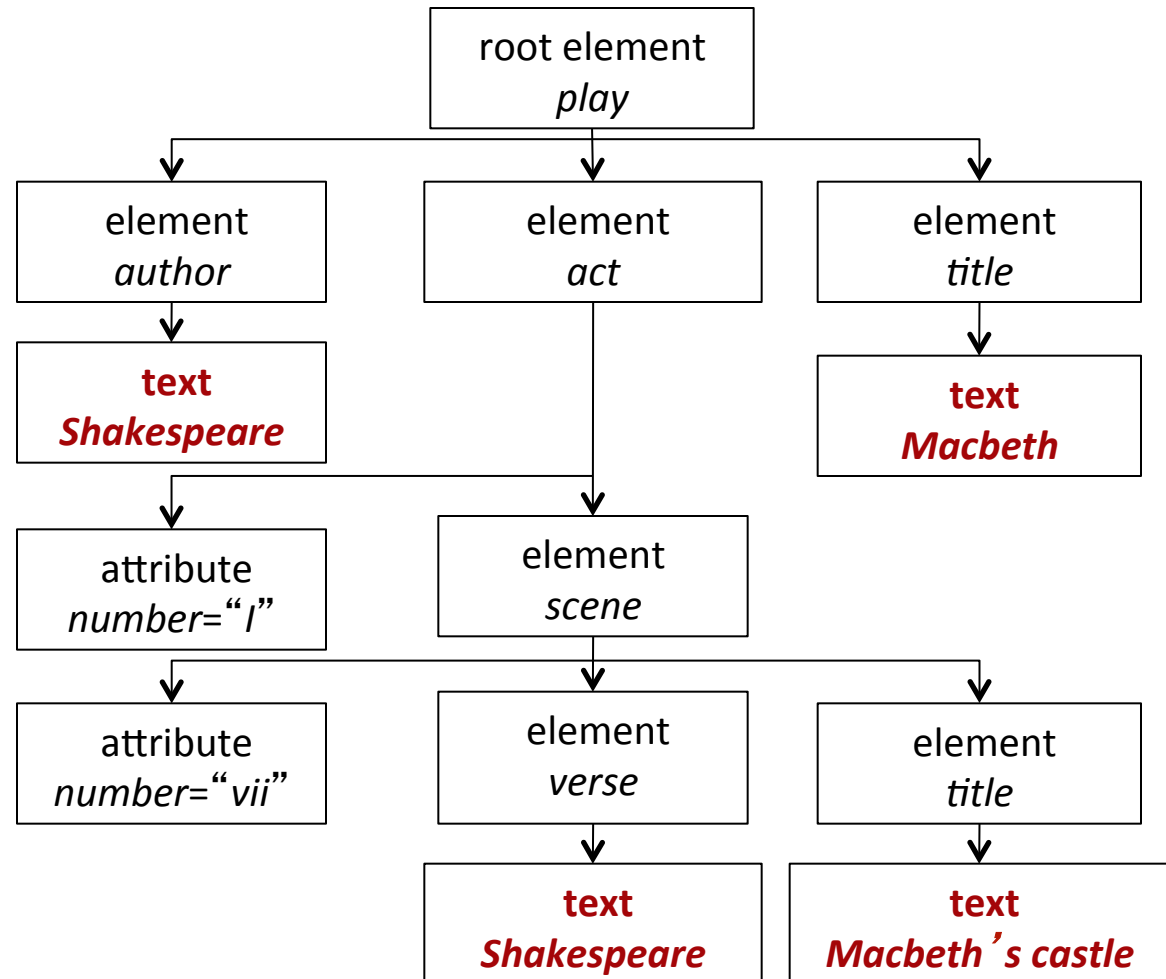 root element
play
element
author
element
act
element
title
text
Shakespeare
text
Macbeth
attribute
number=“I”
element
scene
attribute
number=“vii”
element
verse
element
title
text
Shakespeare
text
Macbeth’s castle